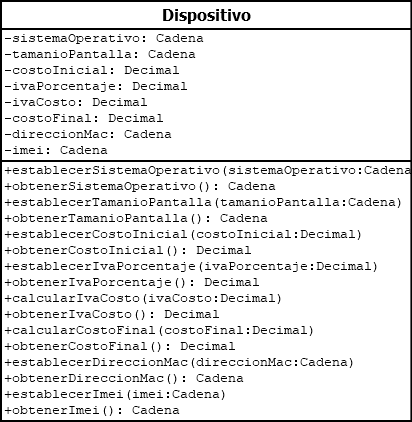 Dispositivo
-sistemaOperativo: Cadena
-tamanioPantalla: Cadena
-costoInicial: Decimal
-ivaPorcentaje: Decimal
-ivaCosto: Decimal
-costoFinal: Decimal
-direccionMac: Cadena
-imei: Cadena
+establecerSistemaOperativo(sistemaOperativo:Cadena
+obtenerSistemaOperativo(): Cadena
+establecerTamanioPantalla(tamanioPantalla:Cadena)
+obtenerTamanioPantalla(): Cadena
+establecerCostoInicial(costoInicial:Decimal)
+obtenerCostoInicial(): Decimal
+establecerIvaPorcentaje(ivaPorcentaje:Decimal)
+obtenerIvaPorcentaje(): Decimal
+calcularIvaCosto(ivaCosto:Decimal)
+obtenerIvaCosto(): Decimal
+calcularCostoFinal(costoFinal:Decimal)
+obtenerCostoFinal(): Decimal
+establecerDireccionMac(direccionMac:Cadena)
+obtenerDireccionMac(): Cadena
+establecerImei(imei:Cadena)
+obtenerImei(): Cadena